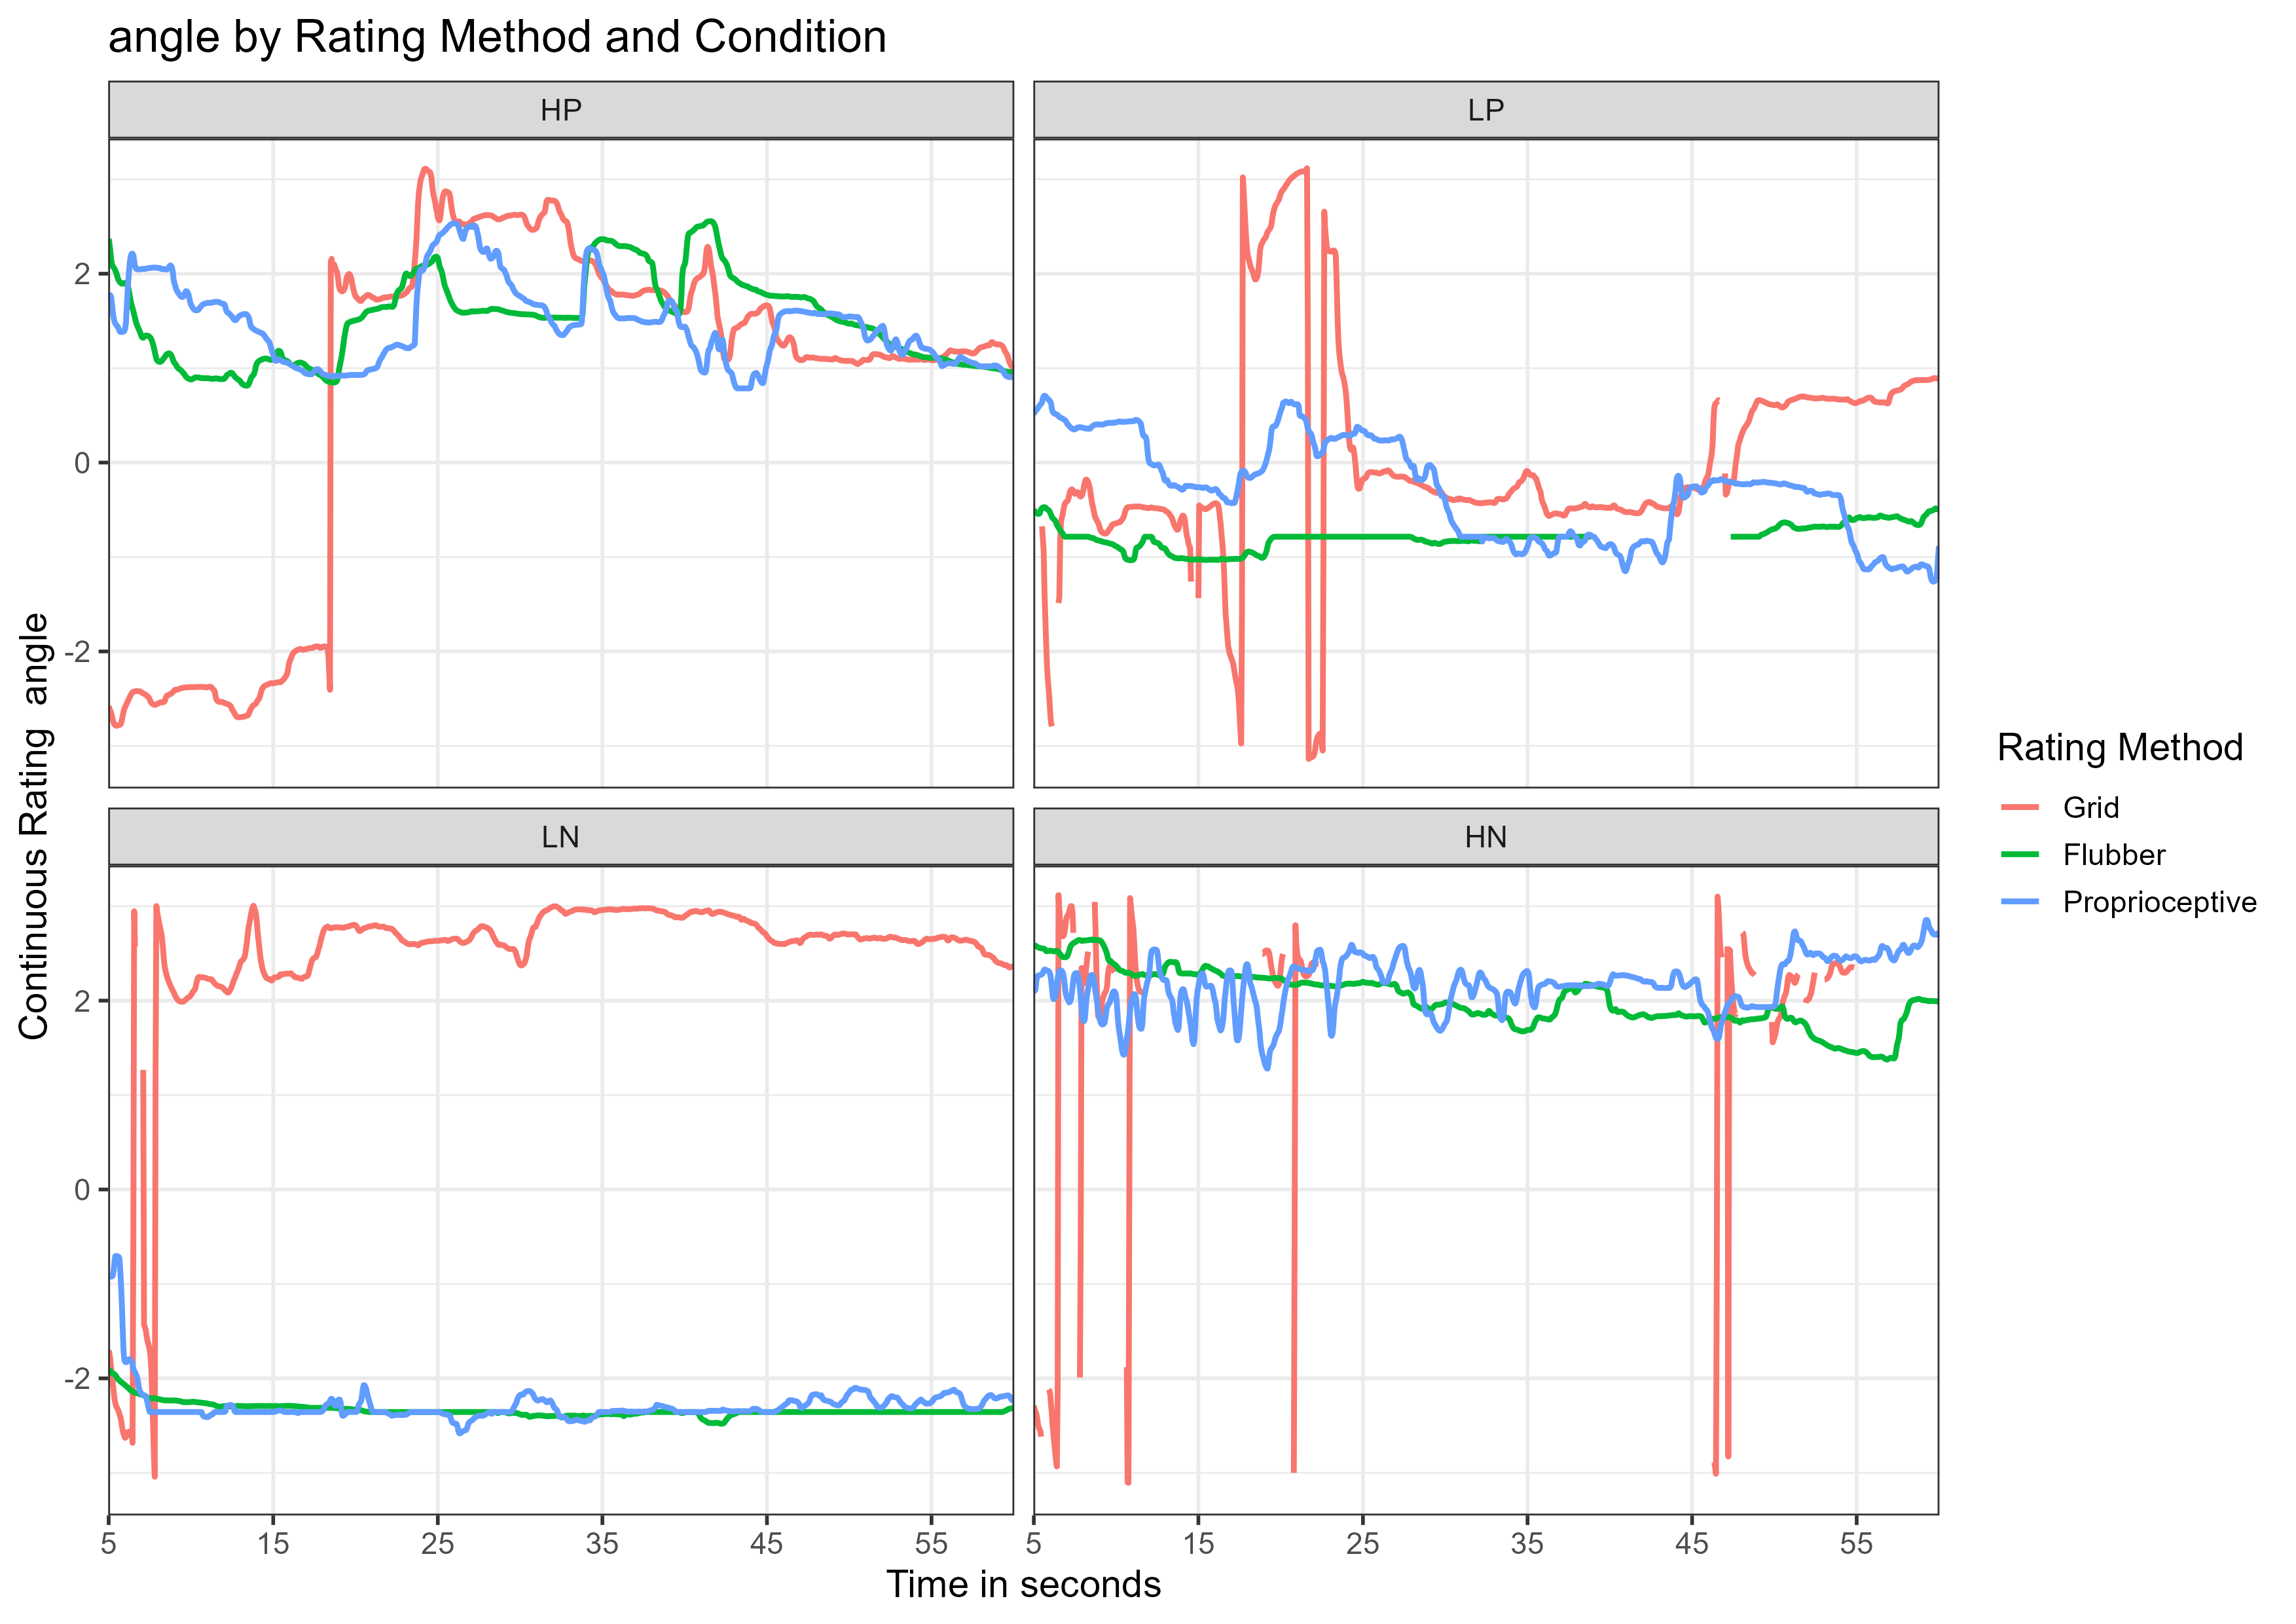 angle by Rating Method and Condition
HP
LP
2
0
-2
LN
HN
2
0
-2
5 15 25 35 45 55
5 15 25 35 45 55
Time in seconds
Continuous Rating  angle
Rating Method
Grid
Flubber
Proprioceptive